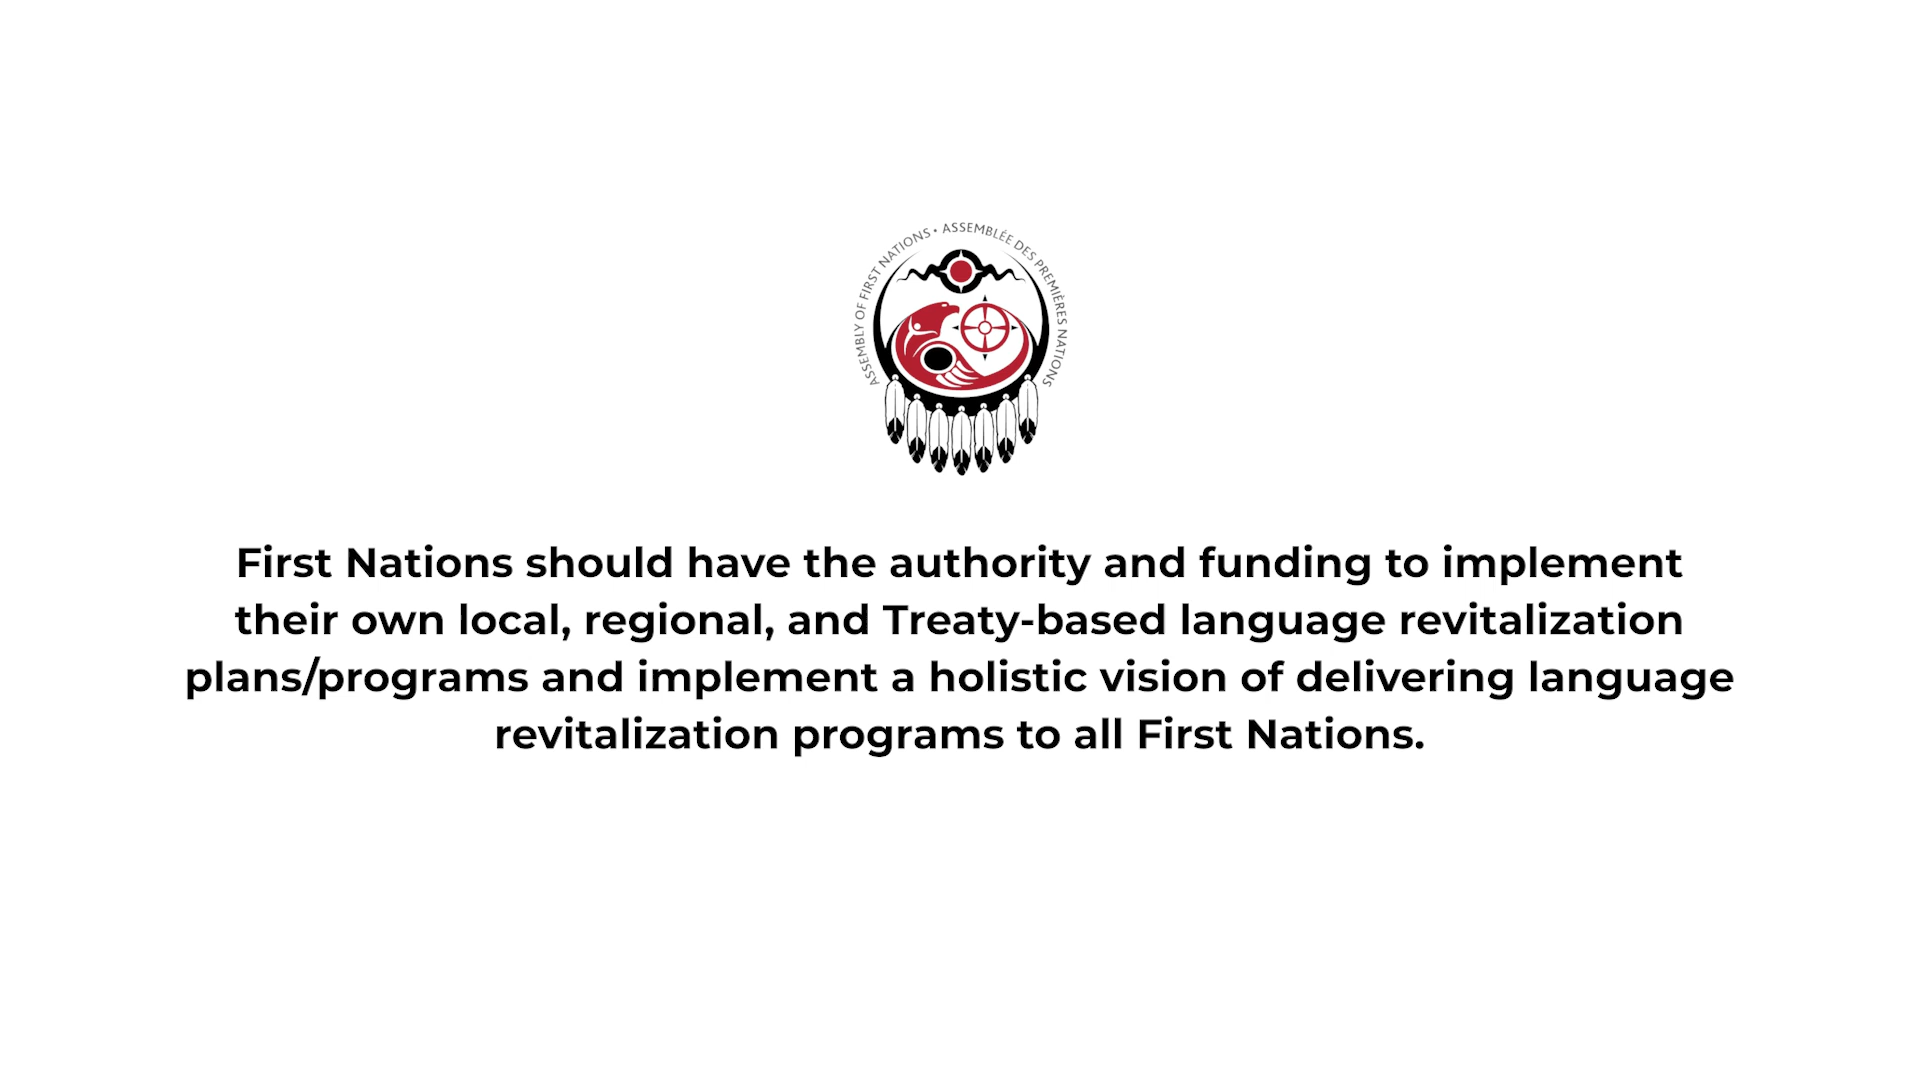 ASSEMBLY OF FIRST NATIONS • ASSEMBLÉE DES PREMIÈRES NATIONS
First Nations should have the authority and funding to implement
their own local, regional, and Treaty-based language revitalization
plans/programs and implement a holistic vision of delivering language
revitalization programs to all First Nations.